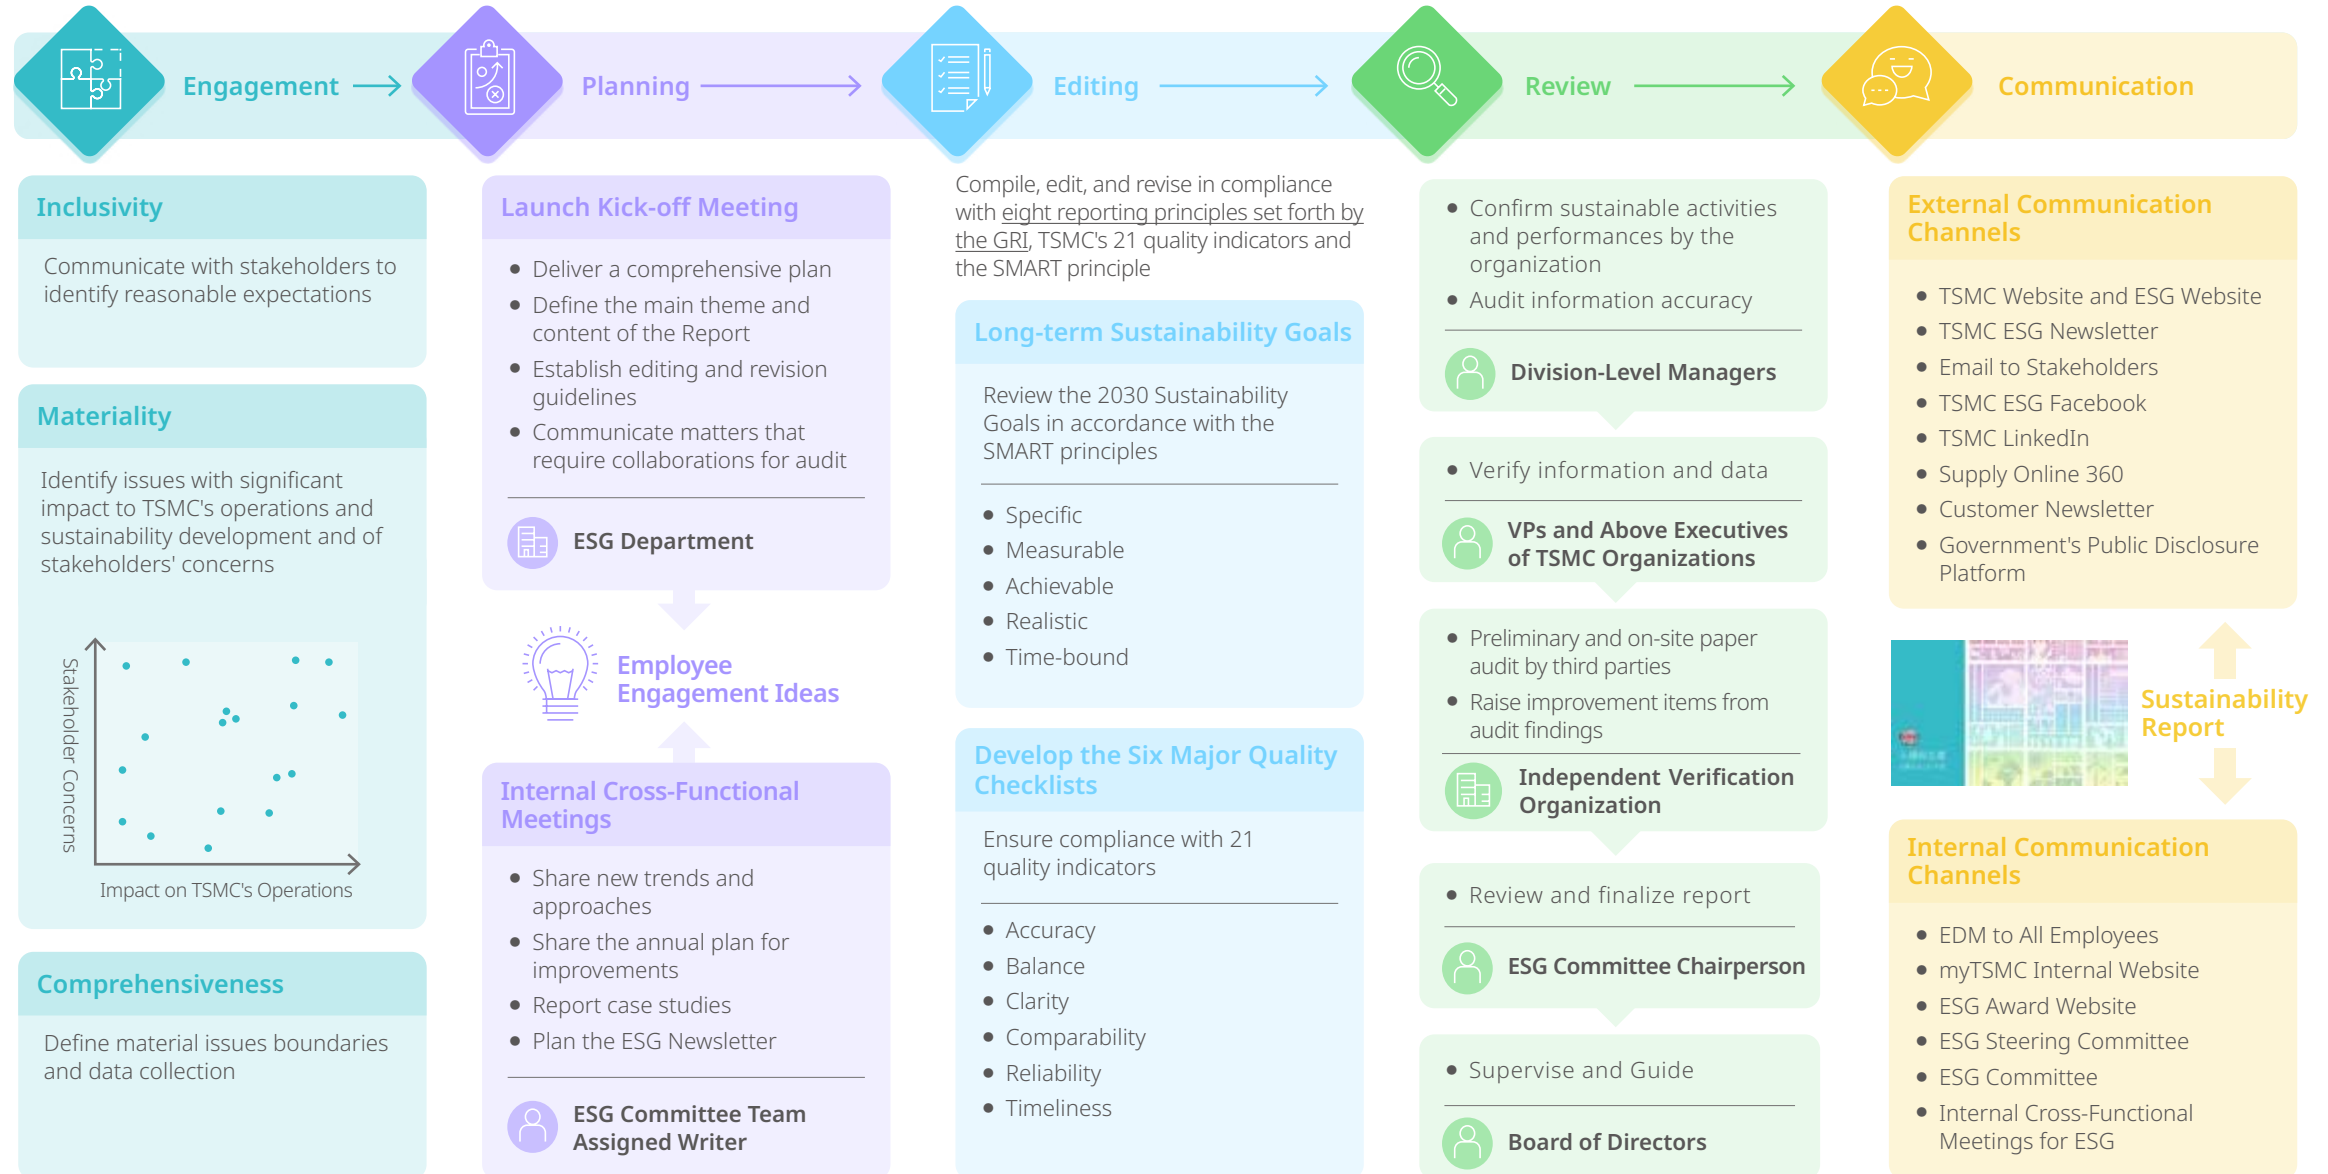 Engagement
Planning
Editing
Review
Communication
Inclusivity
Communicate with stakeholders to
identify reasonable expectations
Materiality
Identify issues with significant
impact to TSMC's operations and
sustainability development and of
stakeholders' concerns
Stakeholder Concerns
Impact on TSMC's Operations
Comprehensiveness
Define material issues boundaries
and data collection
Launch Kick-off Meeting
Deliver a comprehensive plan
Define the main theme and
content of the Report
Establish editing and revision
guidelines
Communicate matters that
require collaborations for audit
ESG Department
Employee
Engagement Ideas
Internal Cross-Functional
Meetings
Share new trends and
approaches
Share the annual plan for
improvements
Report case studies
Plan the ESG Newsletter
ESG Committee Team
Assigned Writer
Compile, edit, and revise in compliance
with eight reporting principles set forth by
the GRI, TSMC's 21 quality indicators and
the SMART principle
Long-term Sustainability Goals
Review the 2030 Sustainability
Goals in accordance with the
SMART principles
Specific
Measurable
Achievable
Realistic
Time-bound
Develop the Six Major Quality
Checklists
Ensure compliance with 21
quality indicators
Accuracy
Balance
Clarity
Comparability
Reliability
Timeliness
Confirm sustainable activities
and performances by the
organization
Audit information accuracy
Division-Level Managers
Verify information and data
VPs and Above Executives
of TSMC Organizations
Preliminary and on-site paper
audit by third parties
Raise improvement items from
audit findings
Independent Verification
Organization
Review and finalize report
ESG Committee Chairperson
Supervise and Guide
Board of Directors
External Communication
Channels
TSMC Website and ESG Website
TSMC ESG Newsletter
Email to Stakeholders
TSMC ESG Facebook
TSMC LinkedIn
Supply Online 360
Customer Newsletter
Government's Public Disclosure
Platform
Sustainability
Report
Internal Communication
Channels
EDM to All Employees
myTSMC Internal Website
ESG Award Website
ESG Steering Committee
ESG Committee
Internal Cross-Functional
Meetings for ESG